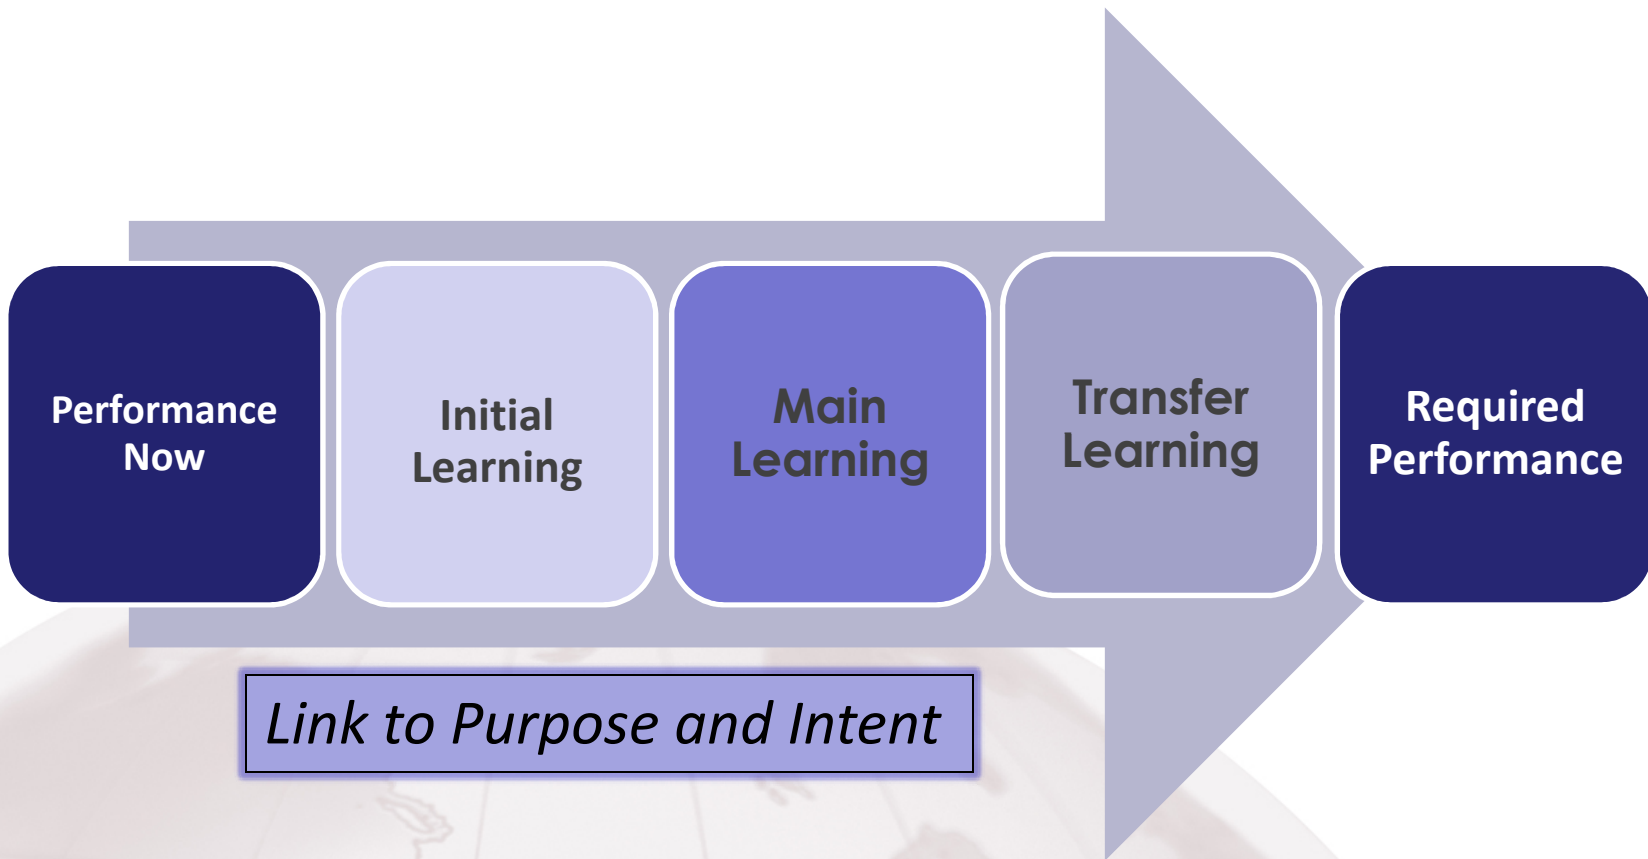 Performance
Now
Initial
Learning
Main
Learning
Transfer
Learning
Required
Performance
Link to Purpose and Intent